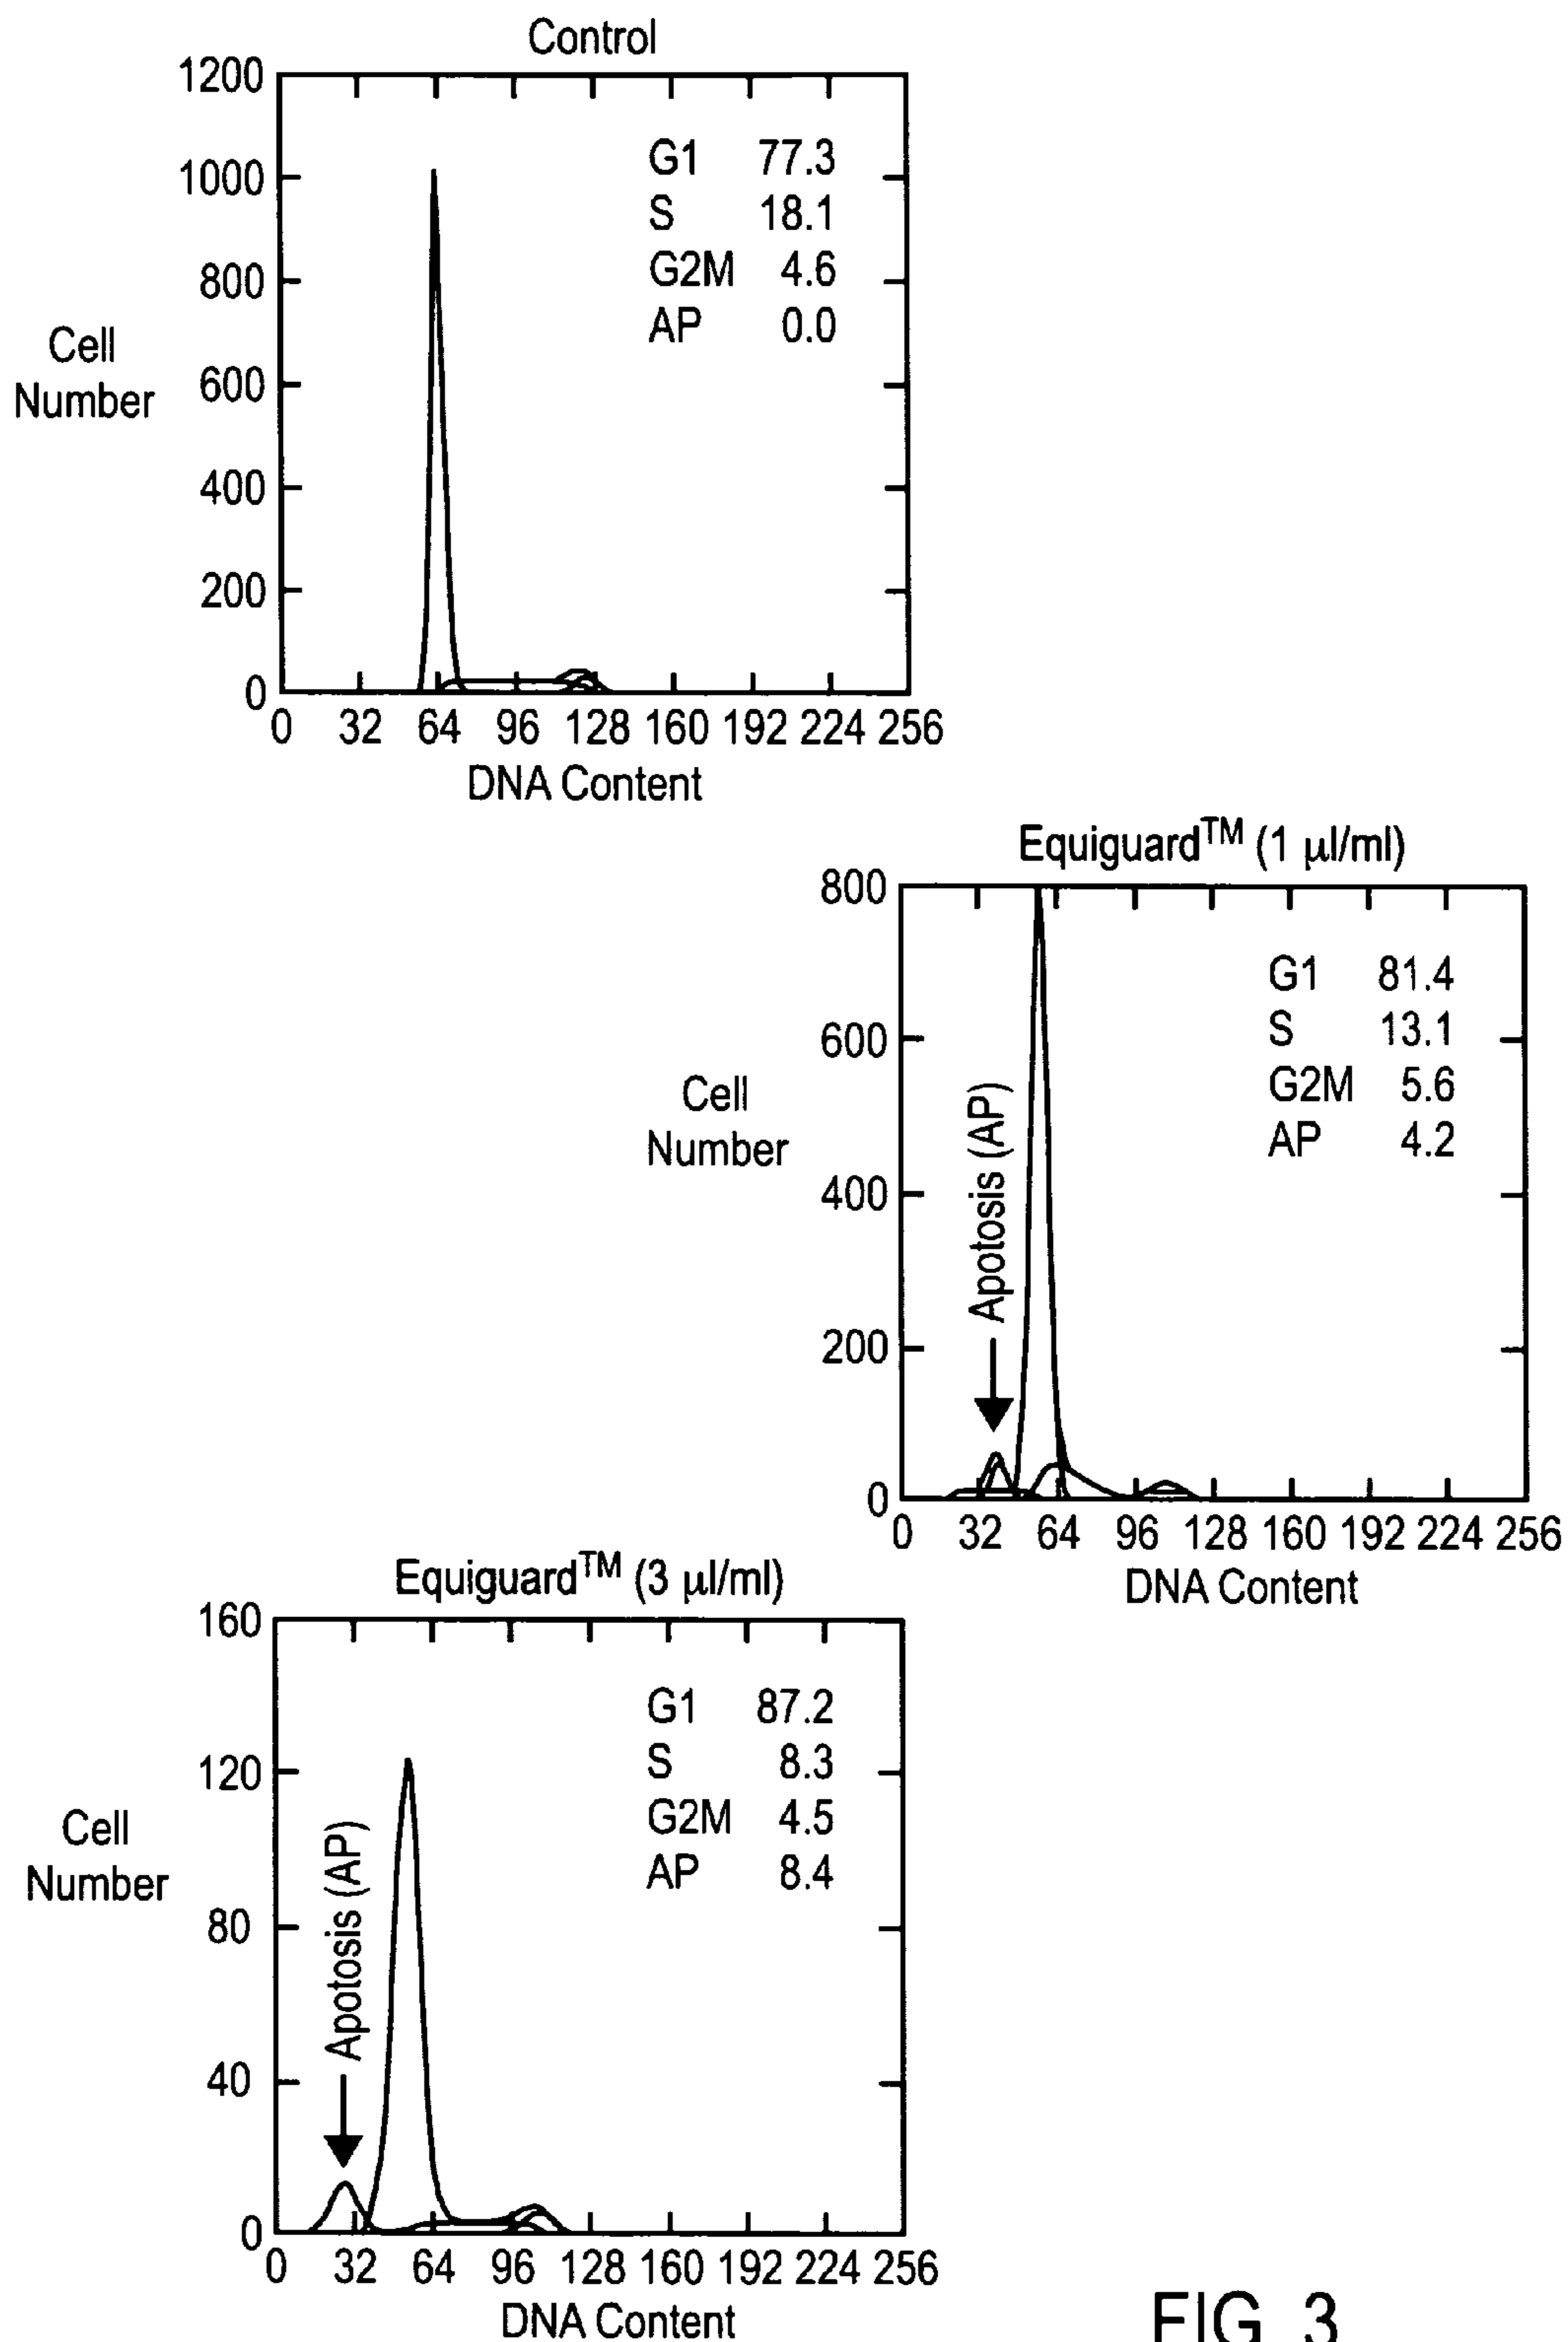 Control
1200
1000
800
600
400
200
0
Cell
Number
G1 77.3
S 18.1
G2M 4.6
AP 0.0
0 32 64 96 128 160 192 224 256
DNA Content
Equiguard™ (1 µl/ml)
800
600
400
200
0
Cell
Number
Apotosis (AP)
G1 81.4
S 13.1
G2M 5.6
AP 4.2
0 32 64 96 128 160 192 224 256
DNA Content
Equiguard™ (3 µl/ml)
160
120
80
40
0
Cell
Number
Apotosis (AP)
G1 87.2
S 8.3
G2M 4.5
AP 8.4
0 32 64 96 128 160 192 224 256
DNA Content
FIG. 3